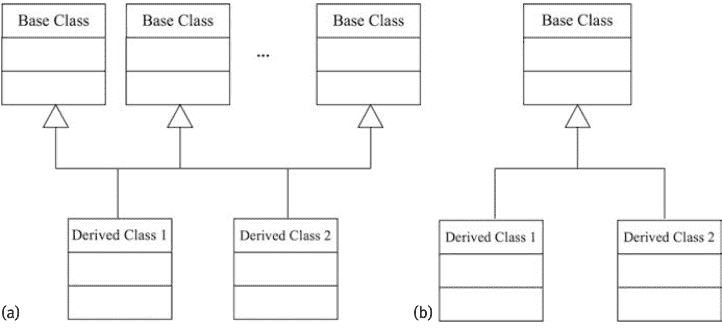 Base Class
Base Class
...
Base Class
Base Class
Derived Class 1
Derived Class 2
Derived Class 1
Derived Class 2
(a)
(b)